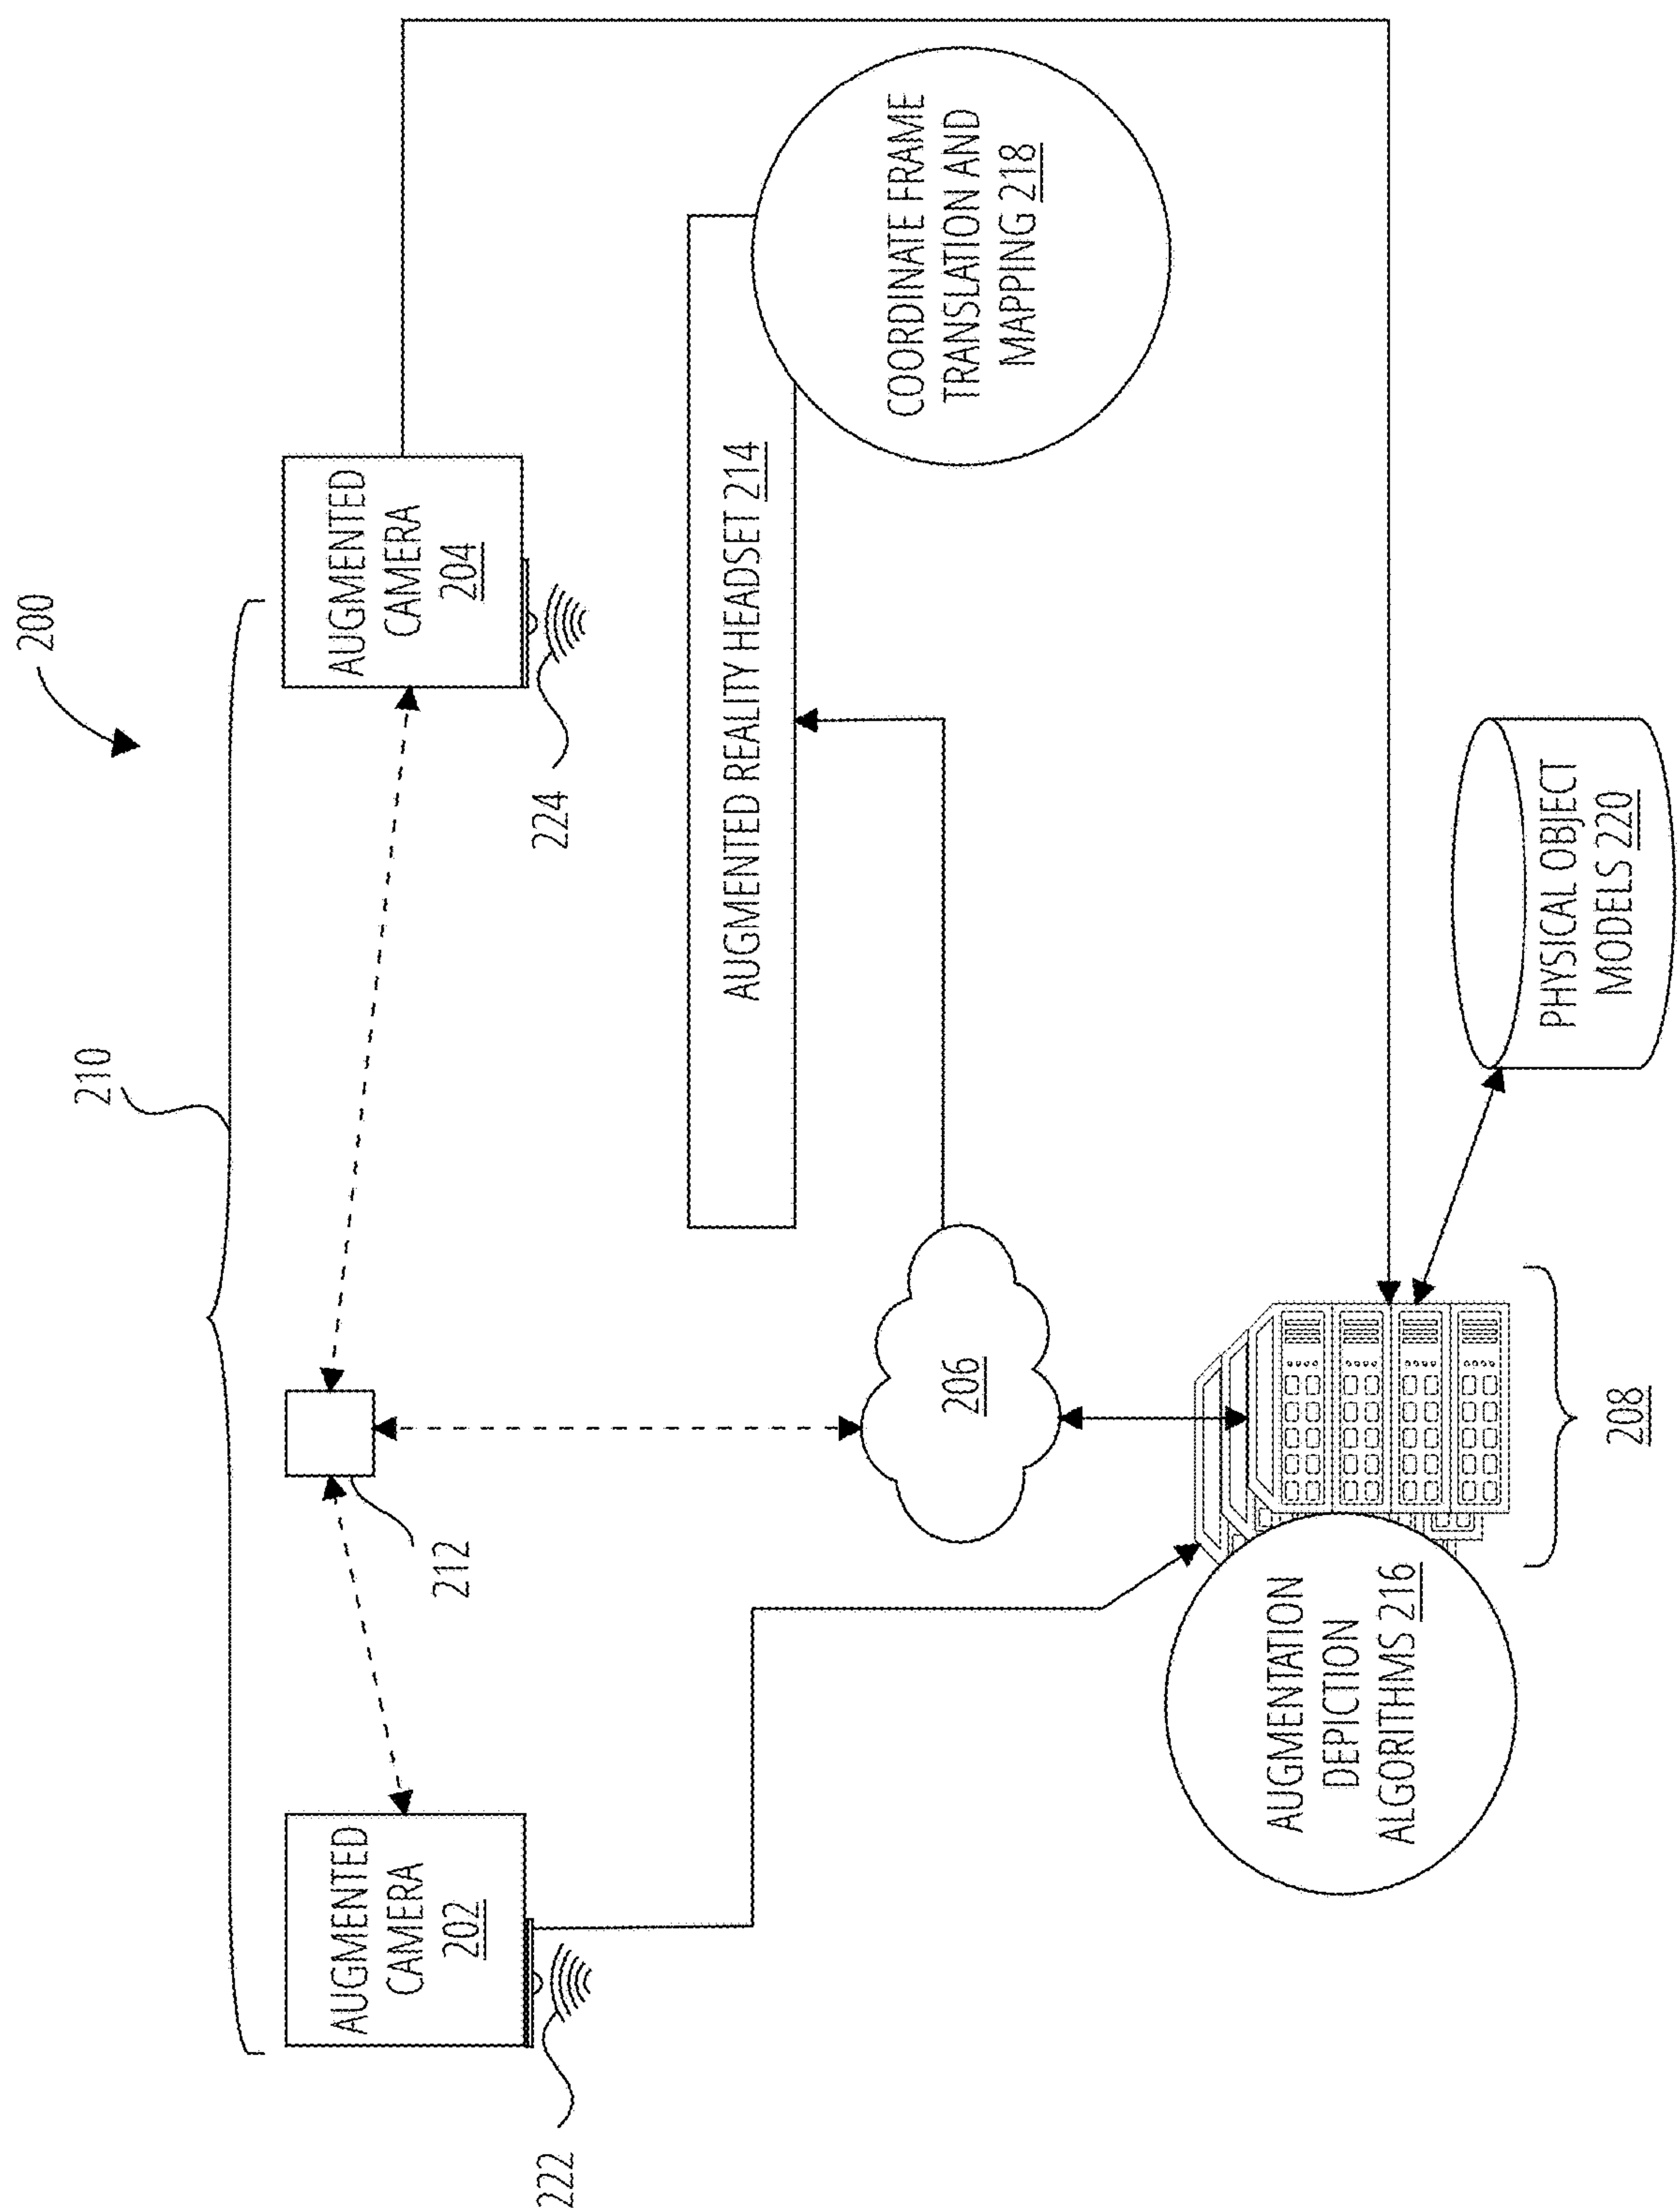 200
210
AUGMENTED
CAMERA
202
212
AUGMENTED
CAMERA
204
222
224
AUGMENTED REALITY HEADSET 214
COORDINATE FRAME
TRANSLATION AND
MAPPING 218
206
AUGMENTATION
DEPICTION
ALGORITHMS 216
PHYSICAL OBJECT
MODELS 220
208